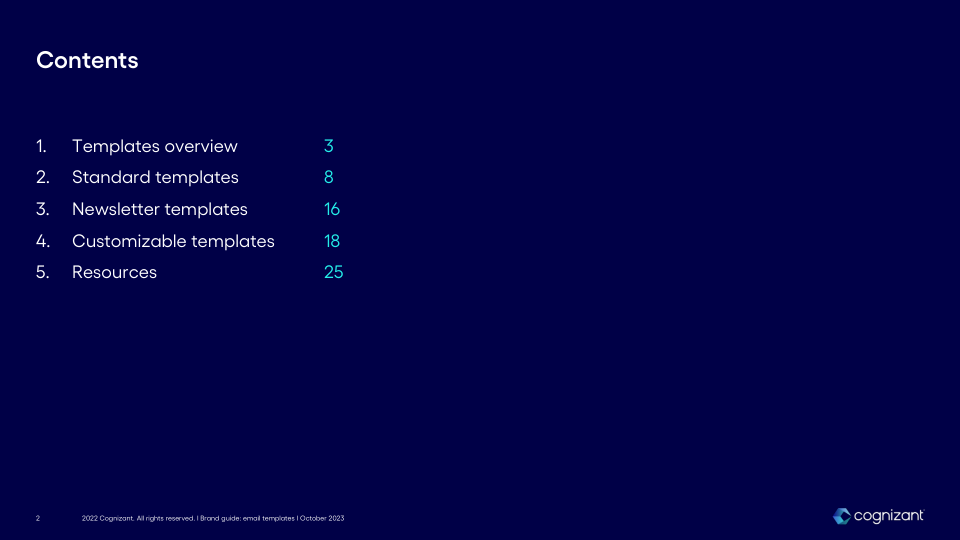 Contents
1. Templates overview 3
2. Standard templates 8
3. Newsletter templates 16
4. Customizable templates 18
5. Resources 25
2 2022 Cognizant. All rights reserved. I Brand guide: email templates I October 2023
cognizant